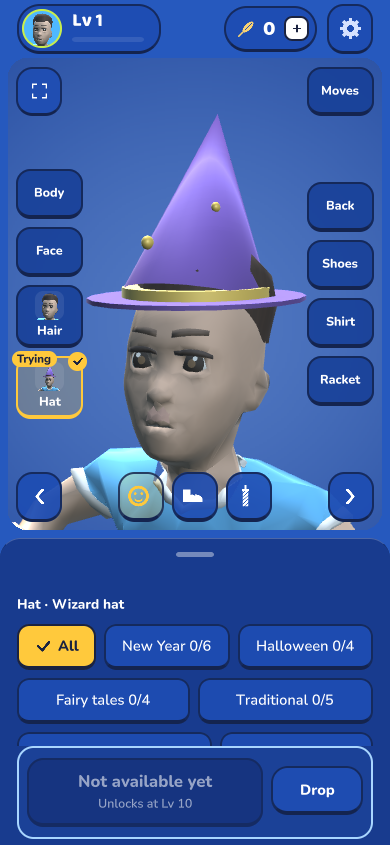 Lv 1
0
+
Moves
Body
Back
Face
Shoes
Hair
Shirt
Trying
Hat
Racket
Hat · Wizard hat
All
New Year 0/6
Halloween 0/4
Fairy tales 0/4
Traditional 0/5
Not available yet
Unlocks at Lv 10
Drop